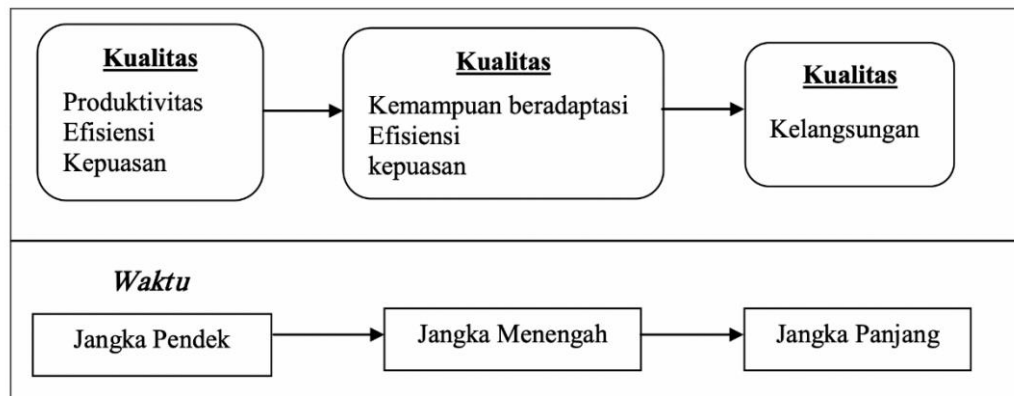 Kualitas
Produktivitas
Efisiensi
Kepuasan
Kualitas
Kemampuan beradaptasi
Efisiensi
kepuasan
Kualitas
Kelangsungan
Waktu
Jangka Pendek
Jangka Menengah
Jangka Panjang